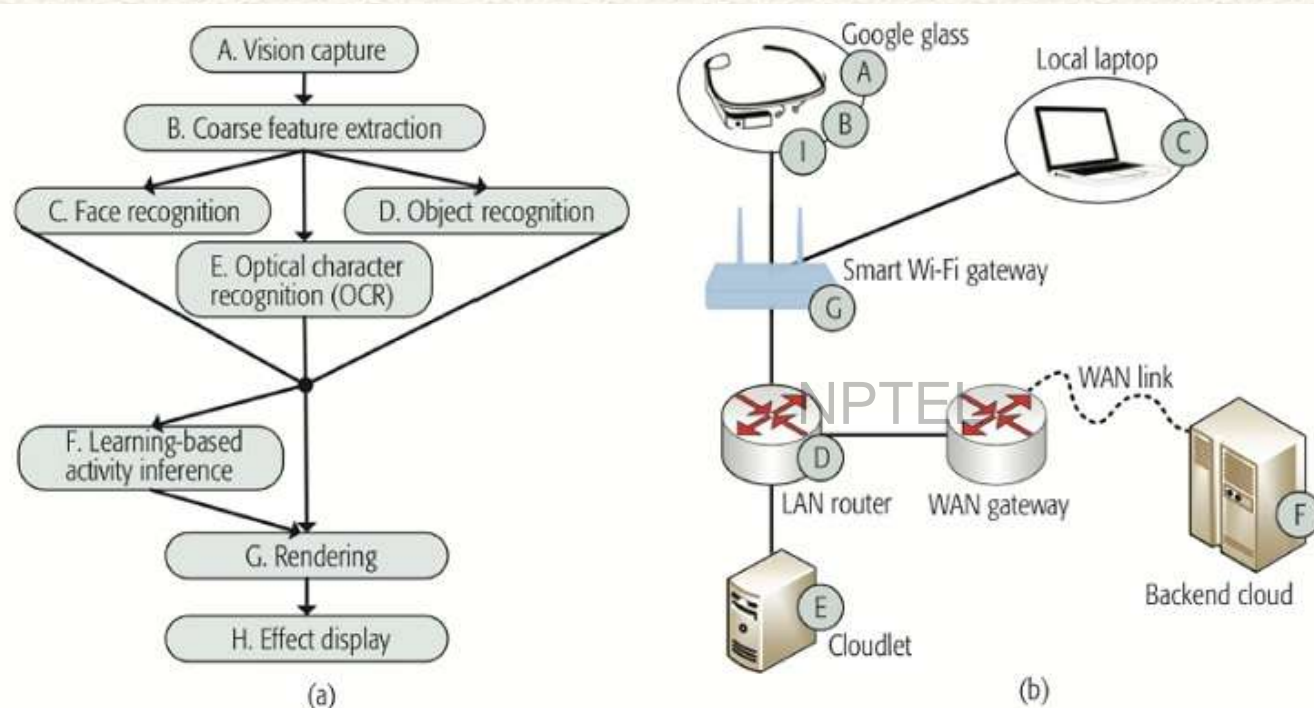 A. Vision capture
B. Coarse feature extraction
C. Face recognition
D. Object recognition
E. Optical character
recognition (OCR)
F. Learning-based
activity inference
G. Rendering
H. Effect display
(a)
Google glass
A
B
I
Local laptop
C
Smart Wi-Fi gateway
G
NPTEL
WAN link
D
LAN router
WAN gateway
F
Backend cloud
E
Cloudlet
(b)